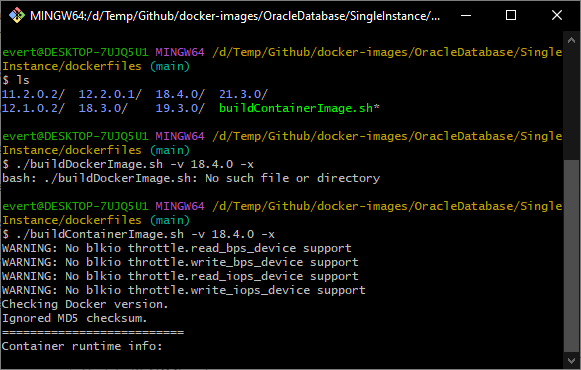 MINGW64:/d/Temp/Github/docker-images/OracleDatabase/SingleInstance/...
evert@DESKTOP-7UJQ5U1 MINGW64 /d/Temp/Github/docker-images/OracleDatabase/Single
Instance/dockerfiles (main)
$ ls
11.2.0.2/  12.2.0.1/  18.4.0/  21.3.0/
12.1.0.2/  18.3.0/    19.3.0/  buildContainerImage.sh*
evert@DESKTOP-7UJQ5U1 MINGW64 /d/Temp/Github/docker-images/OracleDatabase/Single
Instance/dockerfiles (main)
$ ./buildDockerImage.sh -v 18.4.0 -x
bash: ./buildDockerImage.sh: No such file or directory
evert@DESKTOP-7UJQ5U1 MINGW64 /d/Temp/Github/docker-images/OracleDatabase/Single
Instance/dockerfiles (main)
$ ./buildContainerImage.sh -v 18.4.0 -x
WARNING: No blkio throttle.read_bps_device support
WARNING: No blkio throttle.write_bps_device support
WARNING: No blkio throttle.read_iops_device support
WARNING: No blkio throttle.write_iops_device support
Checking Docker version.
Ignored MD5 checksum.
==========================
Container runtime info: